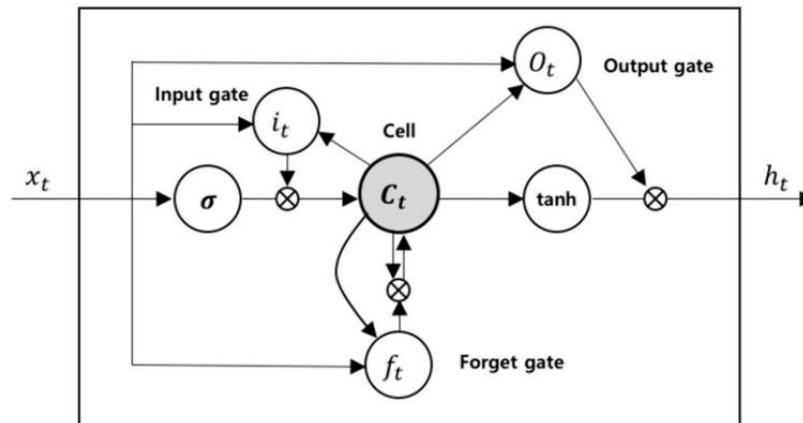 O_t
Output gate
Input gate
i_t
Cell
x_t
σ
C_t
tanh
h_t
f_t
Forget gate